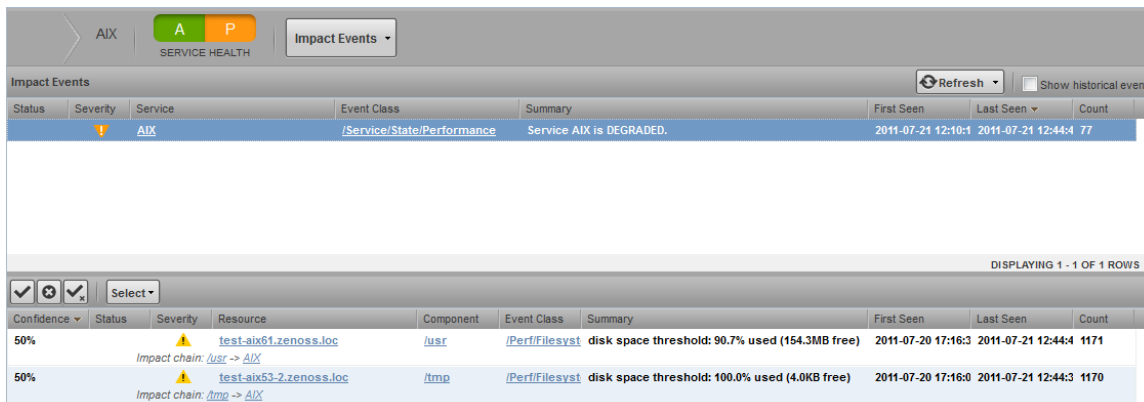 AIX
A P
SERVICE HEALTH
Impact Events
Impact Events
Refresh
Show historical even
Status Severity Service Event Class Summary First Seen Last Seen Count
AIX /Service/State/Performance Service AIX is DEGRADED. 2011-07-21 12:10:1 2011-07-21 12:44:4 77
DISPLAYING 1 - 1 OF 1 ROWS
Select
Confidence Status Severity Resource Component Event Class Summary First Seen Last Seen Count
50% test-aix61.zenoss.loc /usr /Perf/Filesyst disk space threshold: 90.7% used (154.3MB free) 2011-07-20 17:16:3 2011-07-21 12:44:4 1171
Impact chain: /usr -> AIX
50% test-aix53-2.zenoss.loc /tmp /Perf/Filesyst disk space threshold: 100.0% used (4.0KB free) 2011-07-20 17:16:0 2011-07-21 12:44:3 1170
Impact chain: /tmp -> AIX